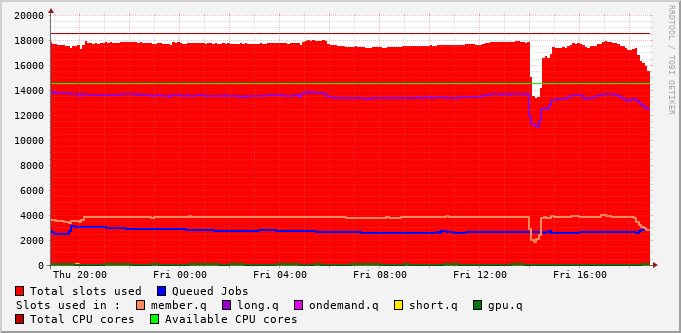 20000
18000
16000
14000
12000
10000
8000
6000
4000
2000
0
Thu 20:00 Fri 00:00 Fri 04:00 Fri 08:00 Fri 12:00 Fri 16:00
Total slots used Queued Jobs
Slots used in : member.q long.q ondemand.q short.q gpu.q
Total CPU cores Available CPU cores
RRDTOOL / TOBI OETIKER